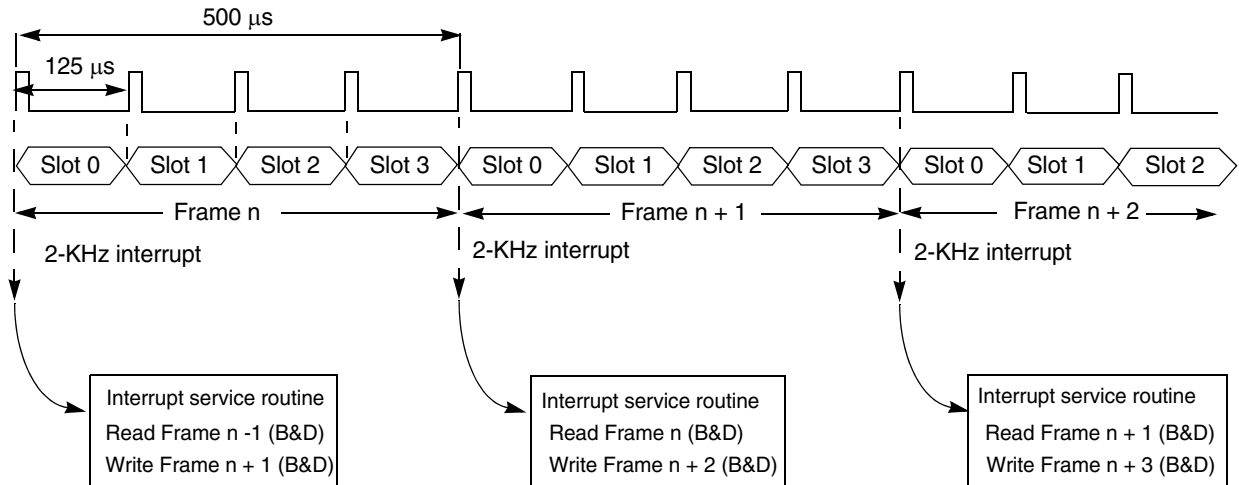 500 μs
125 μs
Slot 0 Slot 1 Slot 2 Slot 3 Slot 0 Slot 1 Slot 2 Slot 3 Slot 0 Slot 1 Slot 2
Frame n Frame n + 1 Frame n + 2
2-KHz interrupt 2-KHz interrupt 2-KHz interrupt
Interrupt service routine
Read Frame n -1 (B&D)
Write Frame n + 1 (B&D)
Interrupt service routine
Read Frame n (B&D)
Write Frame n + 2 (B&D)
Interrupt service routine
Read Frame n + 1 (B&D)
Write Frame n + 3 (B&D)